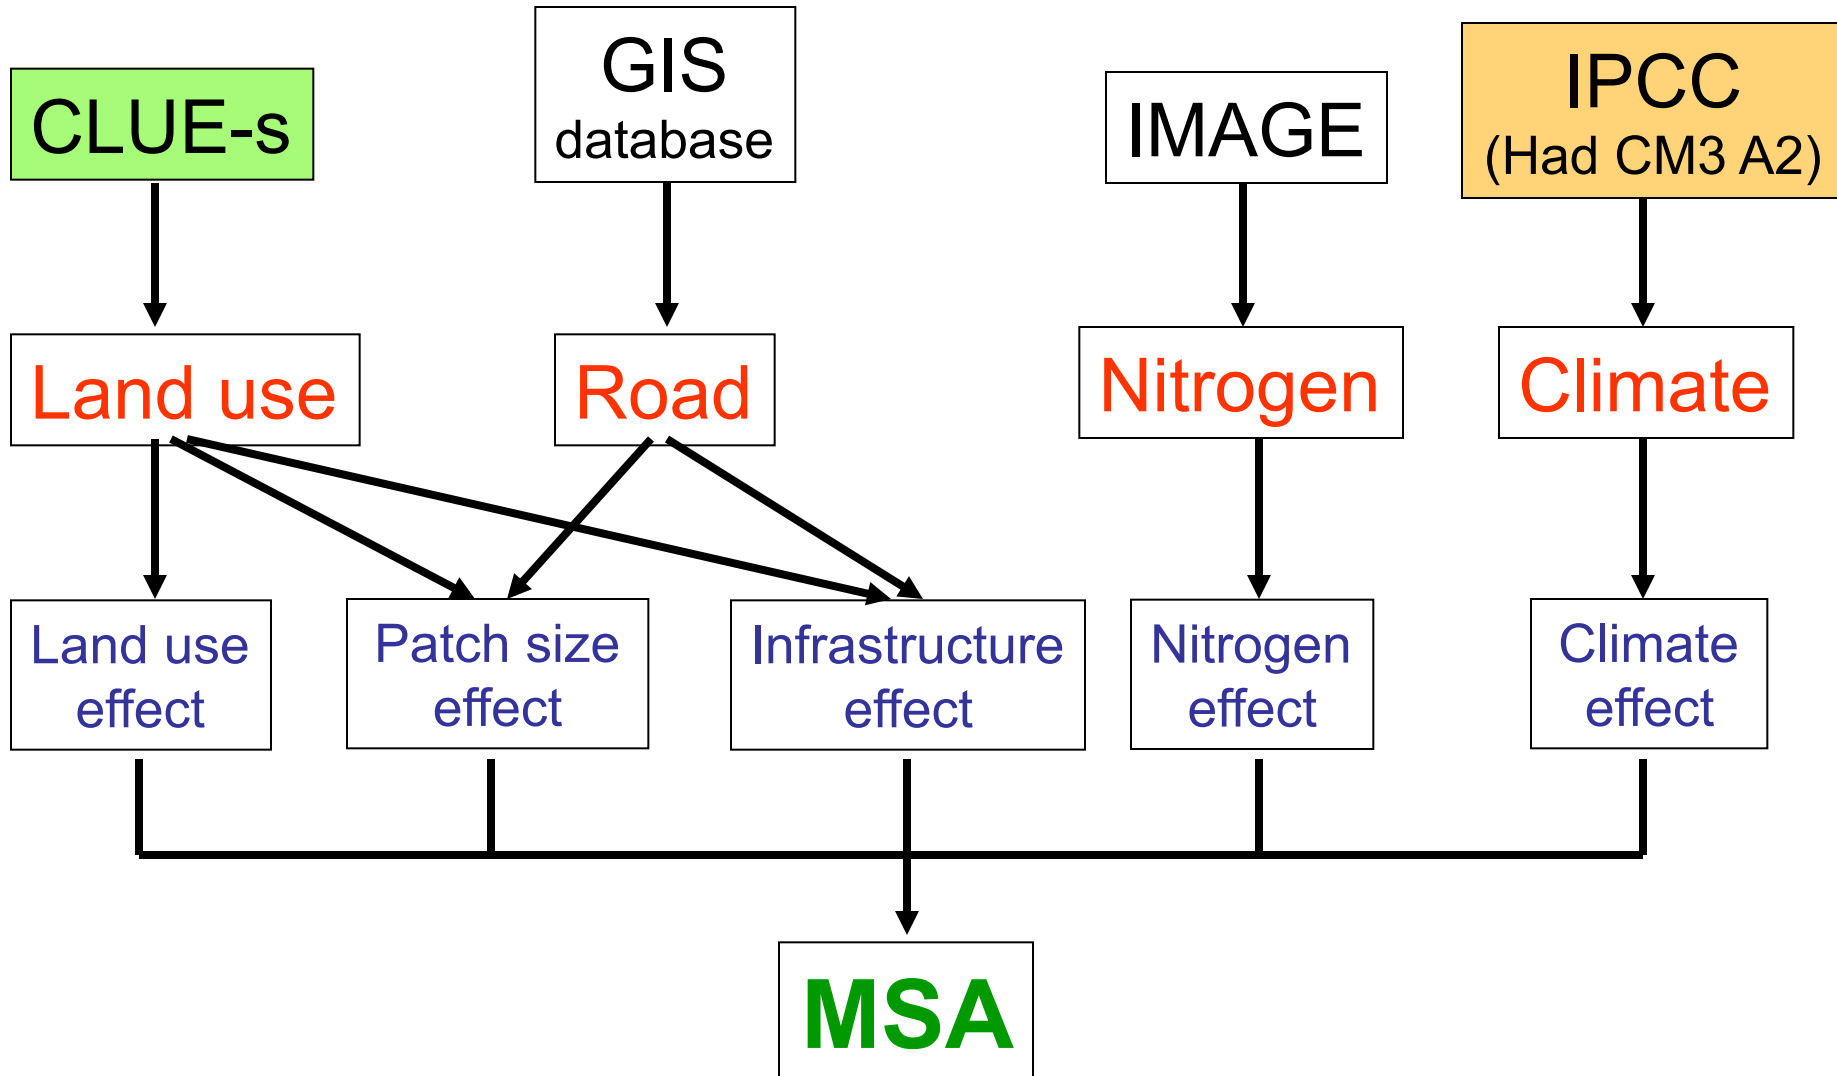 CLUE-s
GIS
database
IMAGE
IPCC
(Had CM3 A2)
Land use
Road
Nitrogen
Climate
Land use
effect
Patch size
effect
Infrastructure
effect
Nitrogen
effect
Climate
effect
MSA